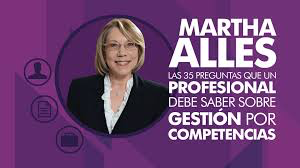 MARTHA
ALLES
LAS 35 PREGUNTAS QUE UN
PROFESIONAL
DEBE SABER SOBRE
GESTIÓN POR
COMPETENCIAS